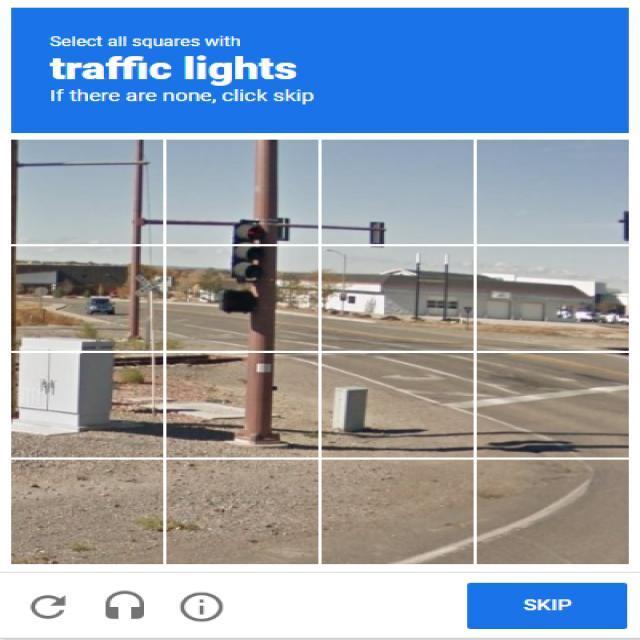 Select all squares with
traffic lights
If there are none, click skip
SKIP